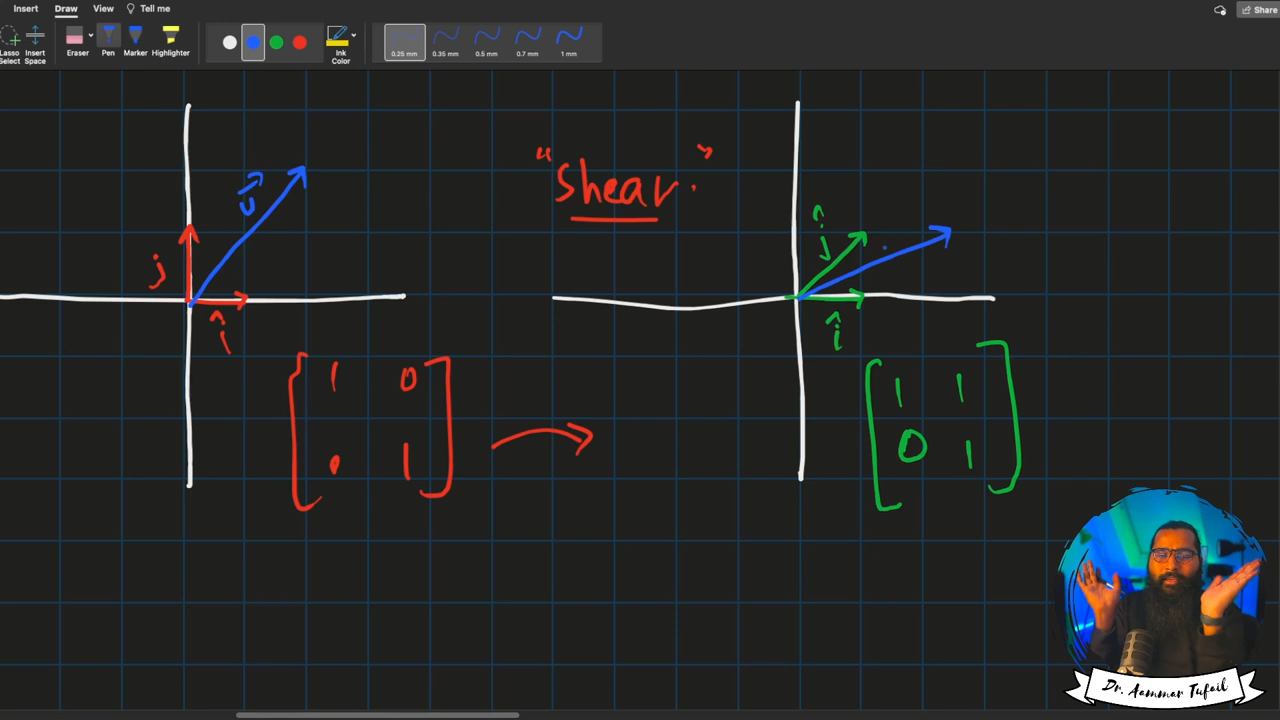 Insert Draw View Tell me
Share
Lasso Select
Insert Space
Eraser
Pen
Marker
Highlighter
Ink Color
0.25 mm
0.35 mm
0.5 mm
0.7 mm
1 mm
"Shear."
v⃗
j
î
ĵ
î
1 0
0 1
1 1
0 1
Dr. Aammar Tufail